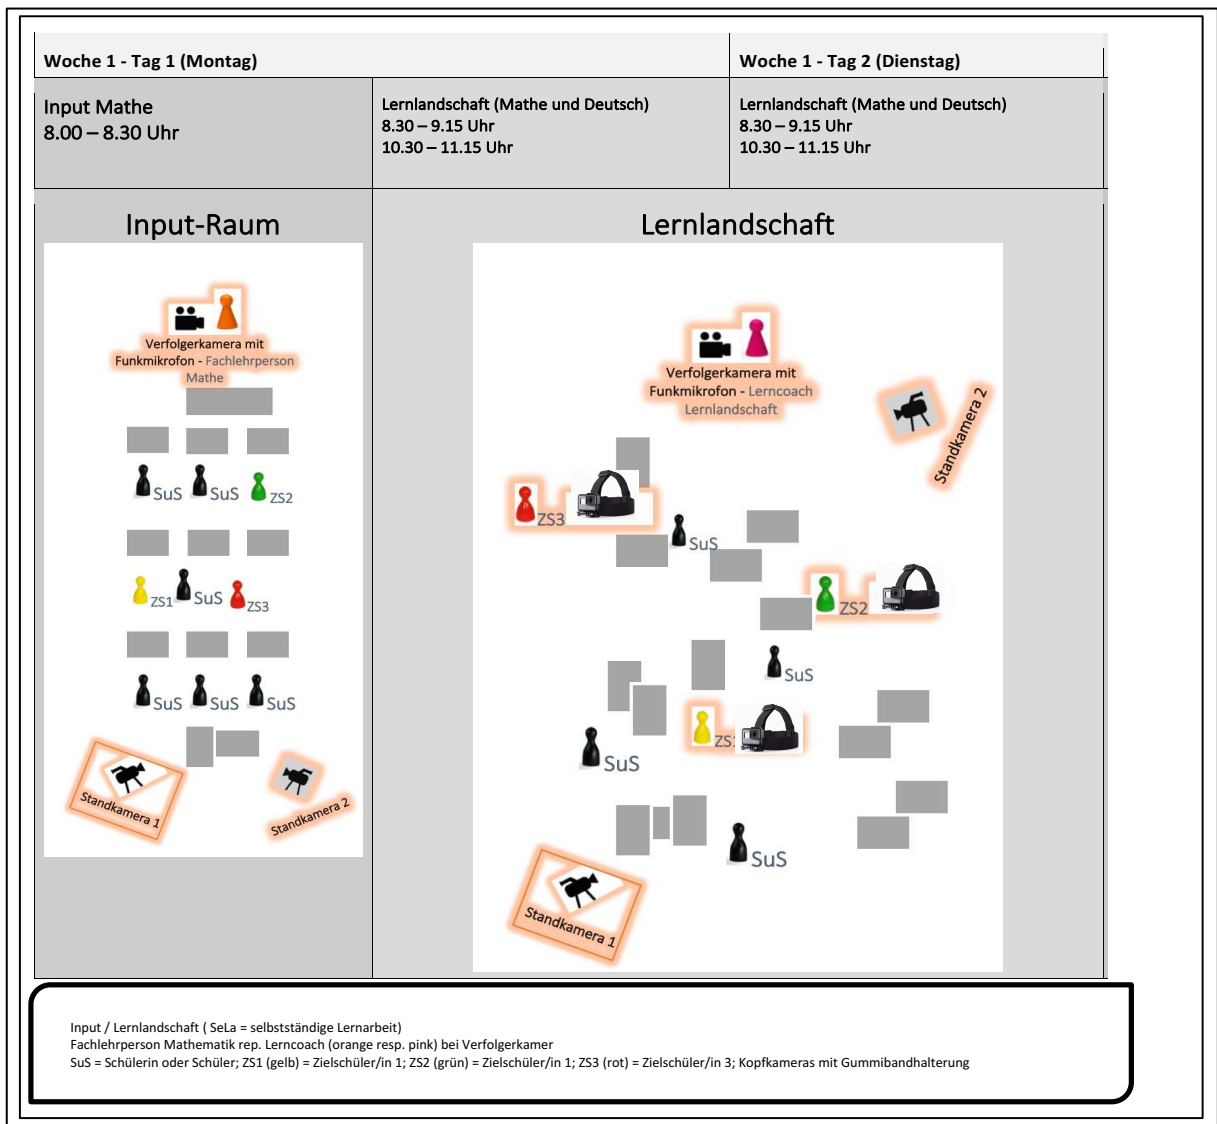 Woche 1 - Tag 1 (Montag)
Woche 1 - Tag 2 (Dienstag)
Input Mathe
8.00 – 8.30 Uhr
Lernlandschaft (Mathe und Deutsch)
8.30 – 9.15 Uhr
10.30 – 11.15 Uhr
Lernlandschaft (Mathe und Deutsch)
8.30 – 9.15 Uhr
10.30 – 11.15 Uhr
Input-Raum
Verfolgerkamera mit
Funkmikrofon - Fachlehrperson
Mathe
SuS
SuS
ZS2
ZS1
SuS
ZS3
SuS
SuS
SuS
Standkamera 1
Standkamera 2
Lernlandschaft
Verfolgerkamera mit
Funkmikrofon - Lerncoach
Lernlandschaft
Standkamera 2
ZS3
SuS
ZS2
SuS
ZS1
SuS
SuS
Standkamera 1
Input / Lernlandschaft ( SeLa = selbstständige Lernarbeit)
Fachlehrperson Mathematik rep. Lerncoach (orange resp. pink) bei Verfolgerkamer
SuS = Schülerin oder Schüler; ZS1 (gelb) = Zielschüler/in 1; ZS2 (grün) = Zielschüler/in 1; ZS3 (rot) = Zielschüler/in 3; Kopfkameras mit Gummibandhalterung